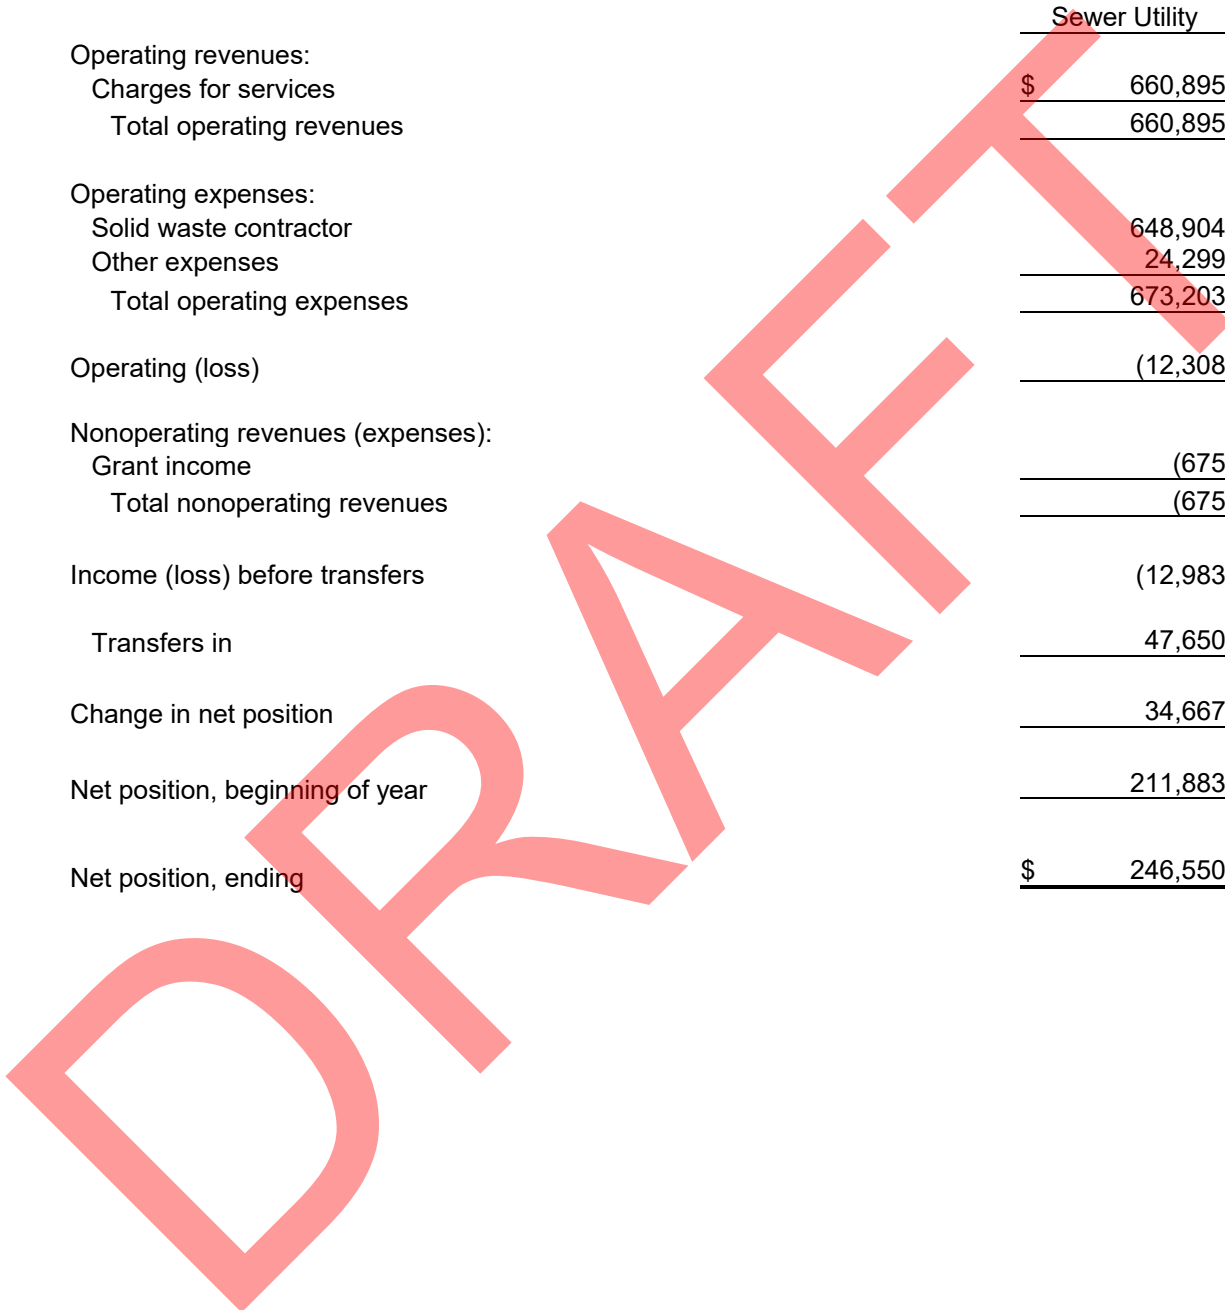 Sewer Utility
Operating revenues:
Charges for services $ 660,895
Total operating revenues 660,895
Operating expenses:
Solid waste contractor 648,904
Other expenses 24,299
Total operating expenses 673,203
Operating (loss) (12,308
Nonoperating revenues (expenses):
Grant income (675
Total nonoperating revenues (675
Income (loss) before transfers (12,983
Transfers in 47,650
Change in net position 34,667
Net position, beginning of year 211,883
Net position, ending $ 246,550
DRAFT